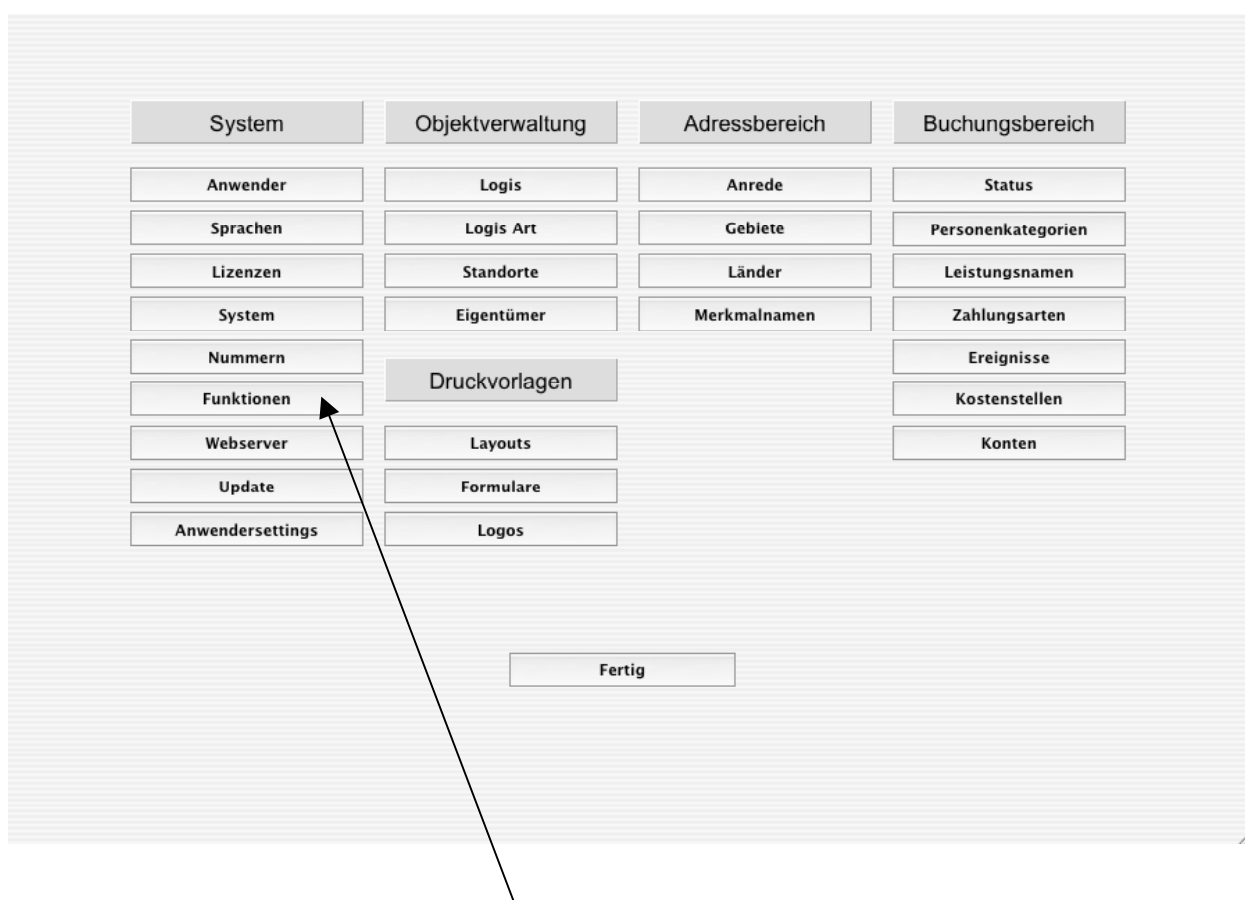 System
Anwender
Sprachen
Lizenzen
System
Nummern
Funktionen
Webserver
Update
Anwendersettings
Objektverwaltung
Logis
Logis Art
Standorte
Eigentümer
Druckvorlagen
Layouts
Formulare
Logos
Adressbereich
Anrede
Gebiete
Länder
Merkmalnamen
Buchungsbereich
Status
Personenkategorien
Leistungsnamen
Zahlungsarten
Ereignisse
Kostenstellen
Konten
Fertig